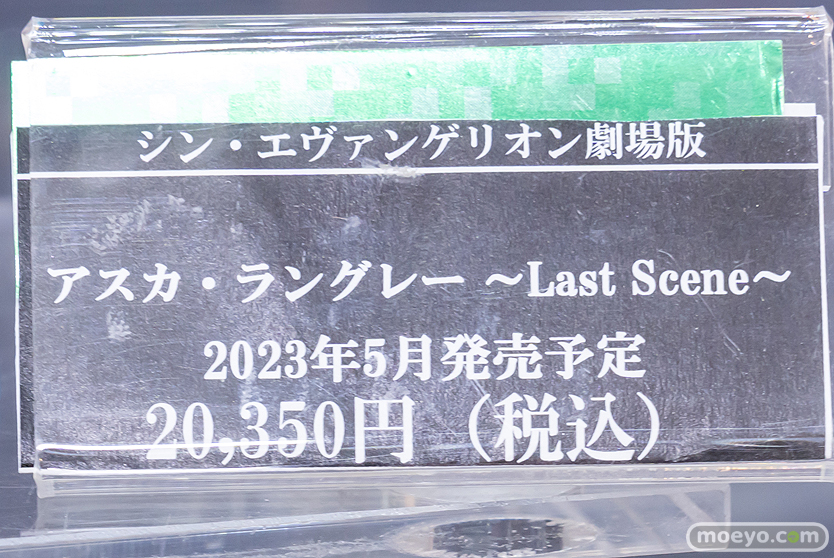 シン・エヴァンゲリオン劇場版
アスカ・ラングレー ～Last Scene～
2023年5月発売予定
20,350円（税込）
moeyo.com